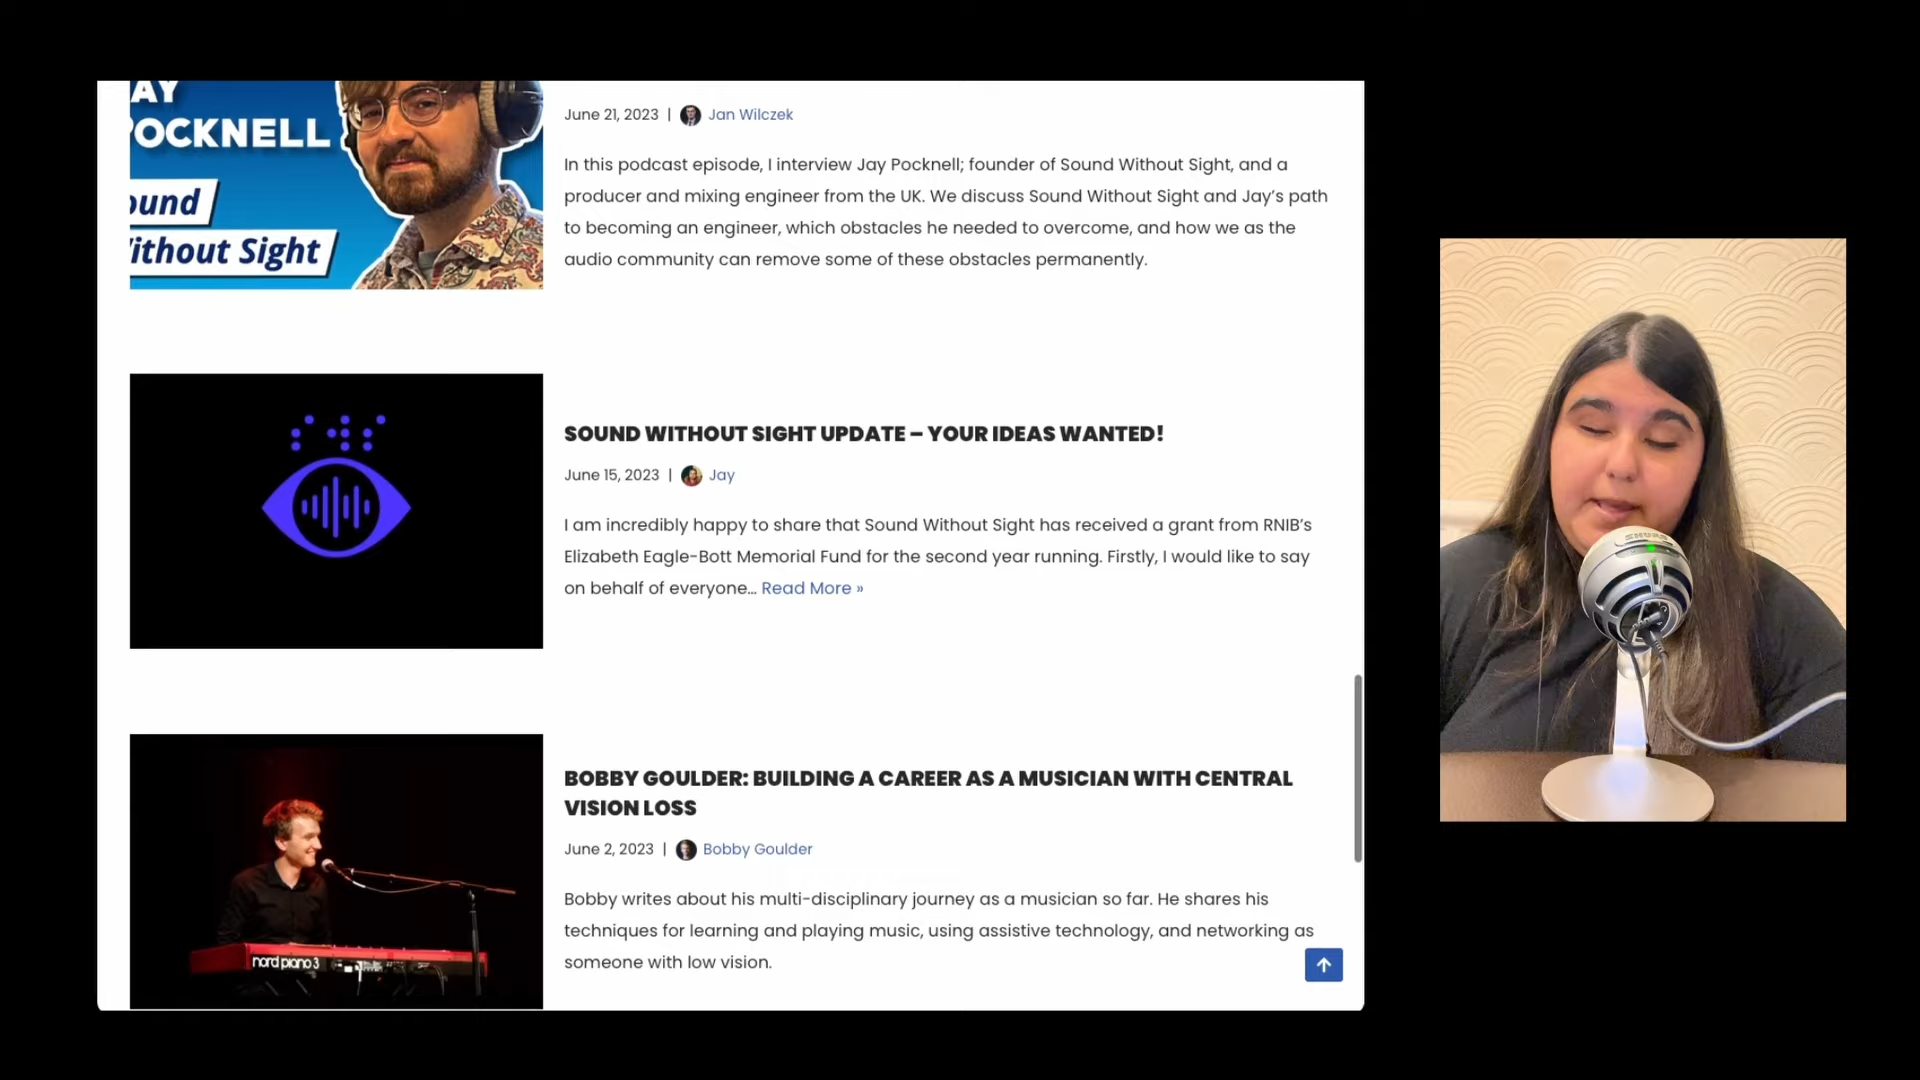 AY
POCKNELL
ound
ithout Sight
June 21, 2023 | Jan Wilczek
In this podcast episode, I interview Jay Pocknell; founder of Sound Without Sight, and a
producer and mixing engineer from the UK. We discuss Sound Without Sight and Jay’s path
to becoming an engineer, which obstacles he needed to overcome, and how we as the
audio community can remove some of these obstacles permanently.
SOUND WITHOUT SIGHT UPDATE – YOUR IDEAS WANTED!
June 15, 2023 | Jay
I am incredibly happy to share that Sound Without Sight has received a grant from RNIB’s
Elizabeth Eagle-Bott Memorial Fund for the second year running. Firstly, I would like to say
on behalf of everyone... Read More »
BOBBY GOULDER: BUILDING A CAREER AS A MUSICIAN WITH CENTRAL
VISION LOSS
June 2, 2023 | Bobby Goulder
Bobby writes about his multi-disciplinary journey as a musician so far. He shares his
techniques for learning and playing music, using assistive technology, and networking as
someone with low vision.
nord piano 3
SHURE